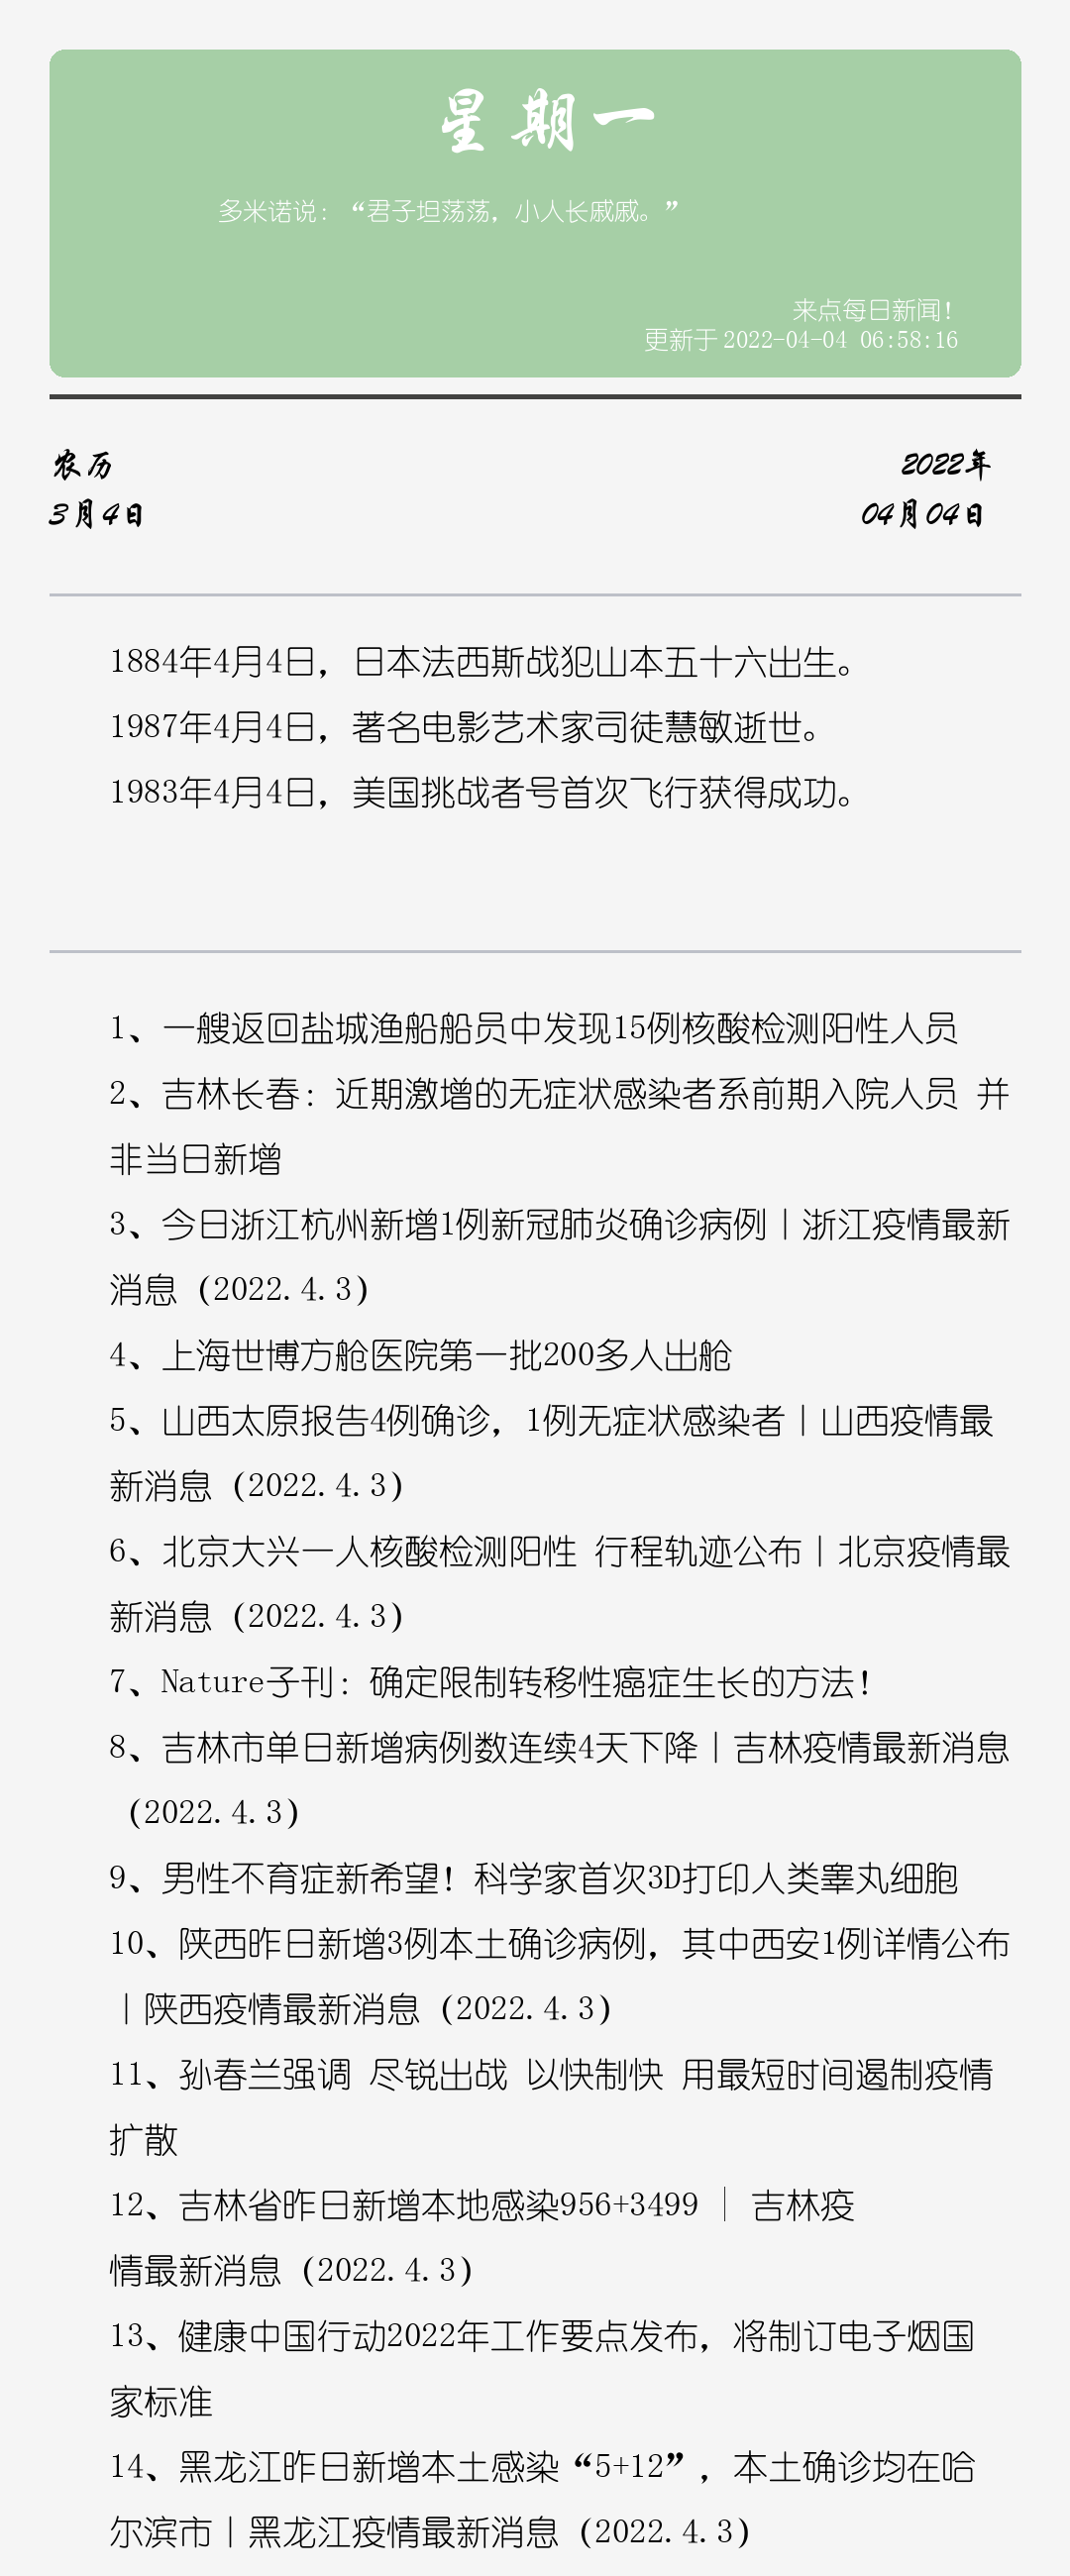 星期一
多米诺说：“君子坦荡荡，小人长戚戚。”
来点每日新闻！
更新于 2022-04-04 06:58:16
农历
2022年
3月4日
04月04日
1884年4月4日，日本法西斯战犯山本五十六出生。
1987年4月4日，著名电影艺术家司徒慧敏逝世。
1983年4月4日，美国挑战者号首次飞行获得成功。
1、一艘返回盐城渔船船员中发现15例核酸检测阳性人员
2、吉林长春：近期激增的无症状感染者系前期入院人员 并
非当日新增
3、今日浙江杭州新增1例新冠肺炎确诊病例丨浙江疫情最新
消息（2022.4.3）
4、上海世博方舱医院第一批200多人出舱
5、山西太原报告4例确诊，1例无症状感染者丨山西疫情最
新消息（2022.4.3）
6、北京大兴一人核酸检测阳性 行程轨迹公布丨北京疫情最
新消息（2022.4.3）
7、Nature子刊：确定限制转移性癌症生长的方法！
8、吉林市单日新增病例数连续4天下降丨吉林疫情最新消息
（2022.4.3）
9、男性不育症新希望！科学家首次3D打印人类睾丸细胞
10、陕西昨日新增3例本土确诊病例，其中西安1例详情公布
丨陕西疫情最新消息（2022.4.3）
11、孙春兰强调 尽锐出战 以快制快 用最短时间遏制疫情
扩散
12、吉林省昨日新增本地感染956+3499 │ 吉林疫
情最新消息（2022.4.3）
13、健康中国行动2022年工作要点发布，将制订电子烟国
家标准
14、黑龙江昨日新增本土感染“5+12”，本土确诊均在哈
尔滨市丨黑龙江疫情最新消息（2022.4.3）